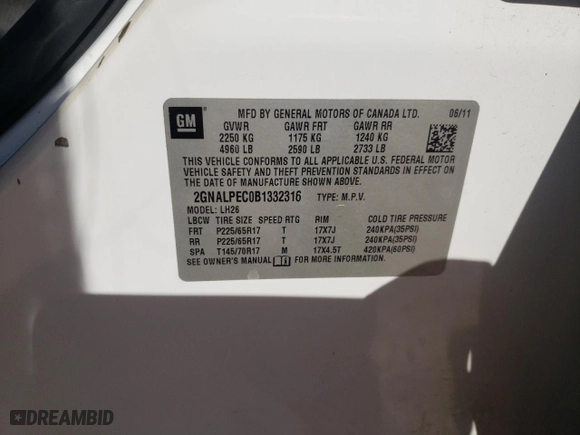 GM
MFD BY GENERAL MOTORS OF CANADA LTD. 06/11
GVWR GAWR FRT GAWR RR
2250 KG 1175 KG 1240 KG
4960 LB 2590 LB 2733 LB
THIS VEHICLE CONFORMS TO ALL APPLICABLE U.S. FEDERAL MOTOR
VEHICLE SAFETY AND THEFT PREVENTION STANDARDS IN EFFECT ON
THE DATE OF MANUFACTURE SHOWN ABOVE.
2GNALPEC0B1332316 TYPE: M.P.V.
MODEL: LH26
LBCW TIRE SIZE SPEED RTG RIM COLD TIRE PRESSURE
FRT P225/65R17 T 17X7J 240KPA(35PSI)
RR P225/65R17 T 17X7J 240KPA(35PSI)
SPA T145/70R17 M 17X4.5T 420KPA(60PSI)
SEE OWNER'S MANUAL FOR MORE INFORMATION.
DREAMBID